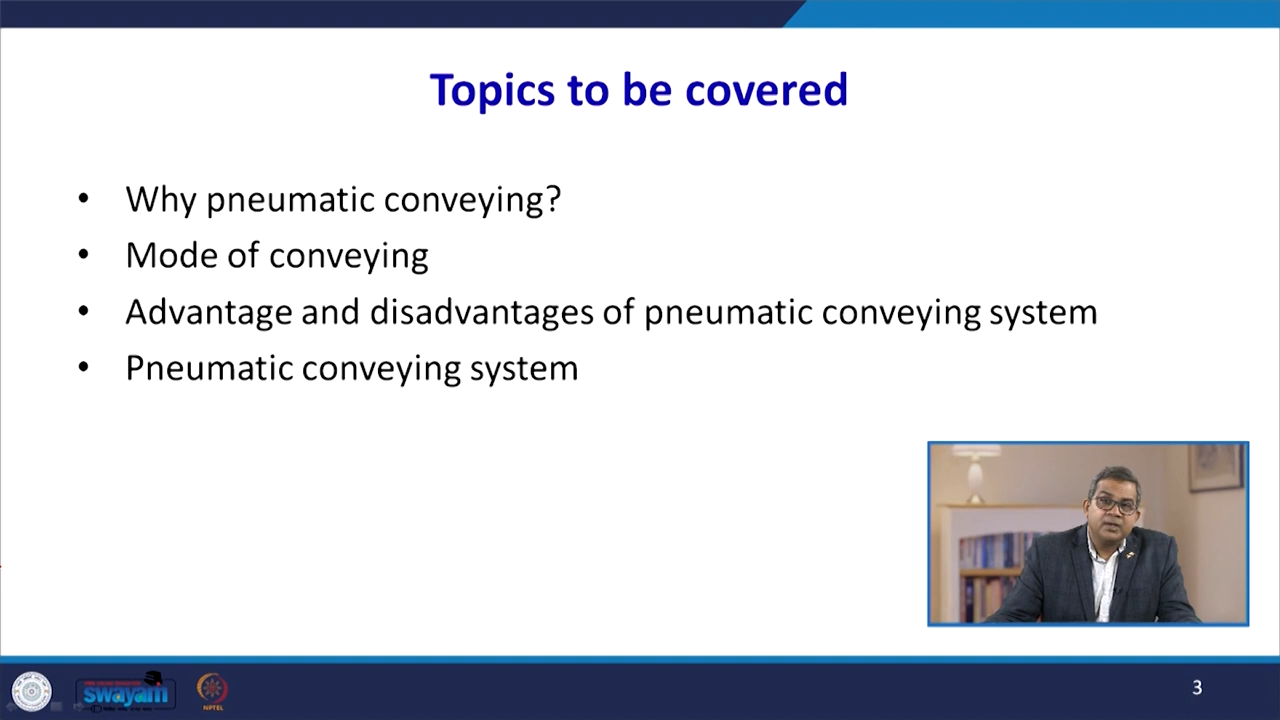 Topics to be covered
• Why pneumatic conveying?
• Mode of conveying
• Advantage and disadvantages of pneumatic conveying system
• Pneumatic conveying system
swayam
NPTEL
3